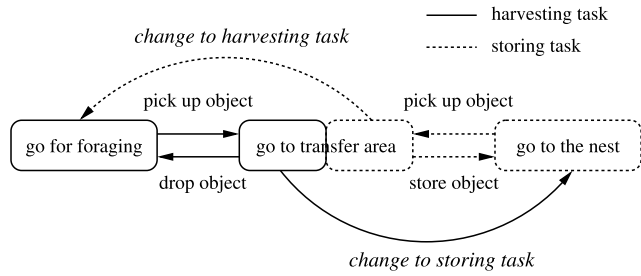 harvesting task
storing task
change to harvesting task
pick up object
pick up object
go for foraging
go to transfer area
go to the nest
drop object
store object
change to storing task